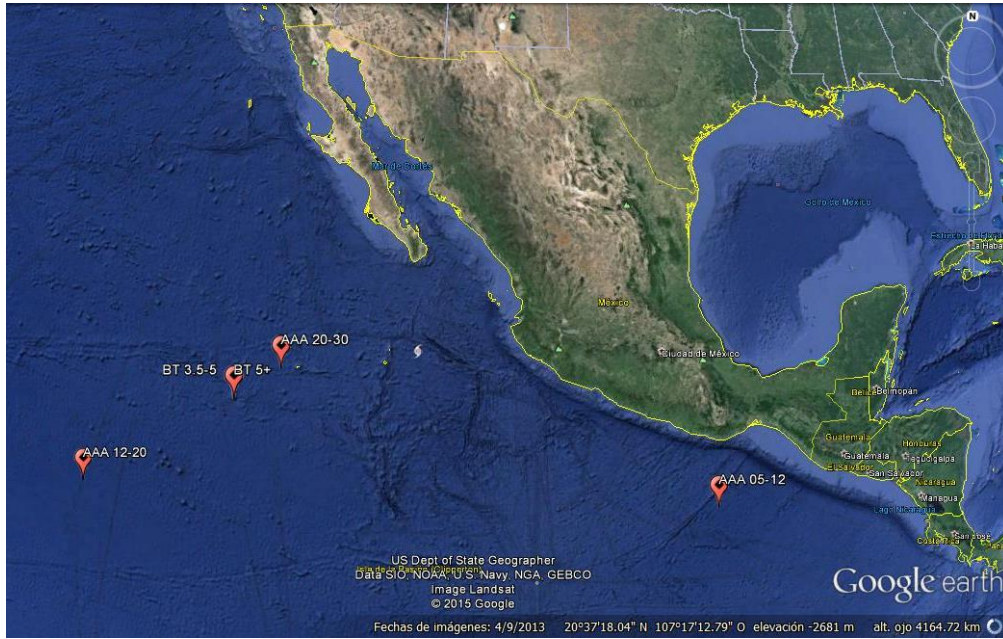 N
Mar de Cortés
Golfo de México
Estrecho de Florida
La Haba
México
AAA 20-30
Ciudad de México
BT 3.5-5
BT 5+
Belice
Belmopán
AAA 12-20
Guatemala
Honduras
Guatemala
Tegucigalpa
El Salvador
San Salvador
AAA 05-12
Nicaragua
Managua
Lago Nicaragua
Costa Rica
San José
US Dept of State Geographer
Data SIO, NOAA, U.S. Navy, NGA, GEBCO
Image Landsat
© 2015 Google
Google earth
Fechas de imágenes: 4/9/2013 20°37'18.04" N 107°17'12.79" O elevación -2681 m alt. ojo 4164.72 km